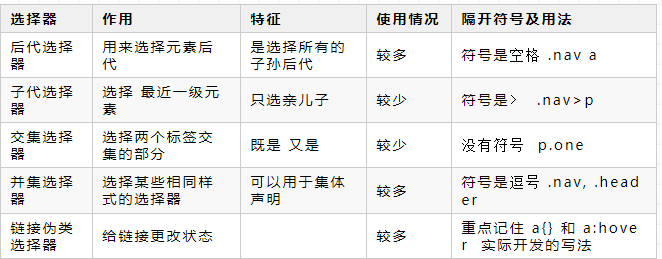 选择器 作用 特征 使用情况 隔开符号及用法
后代选择器 用来选择元素后代 是选择所有的子孙后代 较多 符号是空格 .nav a
子代选择器 选择 最近一级元素 只选亲儿子 较少 符号是> .nav>p
交集选择器 选择两个标签交集的部分 既是 又是 较少 没有符号 p.one
并集选择器 选择某些相同样式的选择器 可以用于集体声明 较多 符号是逗号 .nav, .header
链接伪类选择器 给链接更改状态 较多 重点记住 a{} 和 a:hover 实际开发的写法